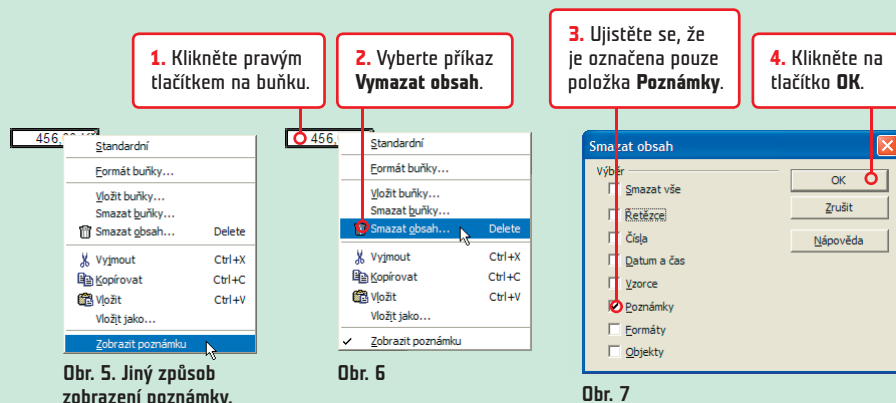 1. Klikněte pravým
tlačítkem na buňku.
2. Vyberte příkaz
Vymazat obsah.
3. Ujistěte se, že
je označena pouze
položka Poznámky.
4. Klikněte na
tlačítko OK.
456,
Standardní
Formát buňky...
Vložit buňky...
Smazat buňky...
Smazat obsah... Delete
Vyjmout Ctrl+X
Kopírovat Ctrl+C
Vložit Ctrl+V
Vložit jako...
Zobrazit poznámku
Obr. 5. Jiný způsob
zobrazení poznámky.
456,
Standardní
Formát buňky...
Vložit buňky...
Smazat buňky...
Smazat obsah... Delete
Vyjmout Ctrl+X
Kopírovat Ctrl+C
Vložit Ctrl+V
Vložit jako...
Zobrazit poznámku
Obr. 6
Smazat obsah
Výběr
Smazat vše
Řetězce
Čísla
Datum a čas
Vzorce
Poznámky
Formáty
Objekty
OK
Zrušit
Nápověda
Obr. 7